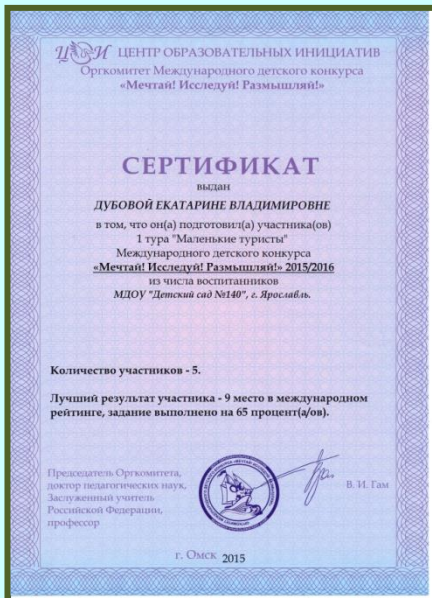 ЦОИ ЦЕНТР ОБРАЗОВАТЕЛЬНЫХ ИНИЦИАТИВ
Оргкомитет Международного детского конкурса
«Мечтай! Исследуй! Размышляй!»
СЕРТИФИКАТ
выдан
ДУБОВОЙ ЕКАТАРИНЕ ВЛАДИМИРОВНЕ
в том, что он(а) подготовил(а) участника(ов)
1 тура "Маленькие туристы"
Международного детского конкурса
«Мечтай! Исследуй! Размышляй!» 2015/2016
из числа воспитанников
МДОУ "Детский сад №140", г. Ярославль.
Количество участников - 5.
Лучший результат участника - 9 место в международном
рейтинге, задание выполнено на 65 процент(а/ов).
Председатель Оргкомитета,
доктор педагогических наук,
Заслуженный учитель
Российской Федерации,
профессор
В. И. Гам
г. Омск 2015